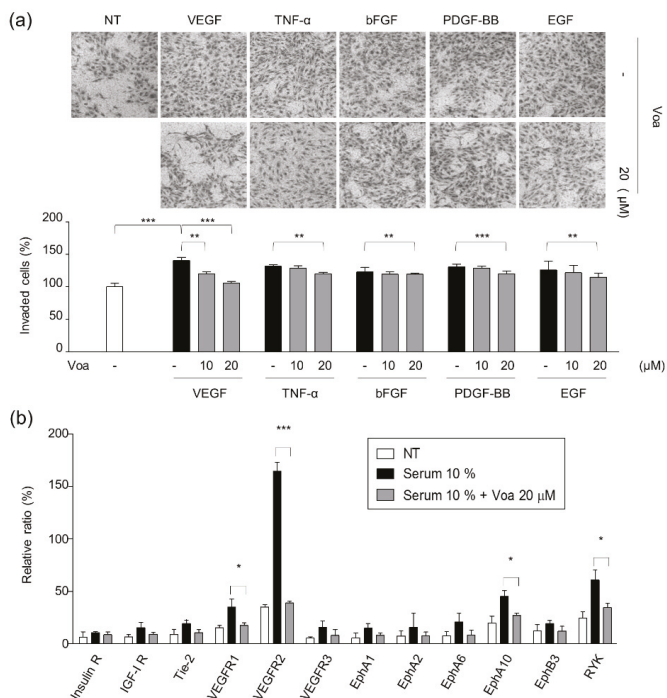 (a)
NT VEGF TNF-α bFGF PDGF-BB EGF
-
Voa
20 (μM)
200
150
100
50
0
Invaded cells (%)
*** ***
** ** ** *** **
Voa - - 10 20 - 10 20 - 10 20 - 10 20 - 10 20 (μM)
VEGF TNF-α bFGF PDGF-BB EGF
(b)
200
150
100
50
0
Relative ratio (%)
***
* * *
NT
Serum 10 %
Serum 10 % + Voa 20 μM
Insulin R
IGF-I R
Tie-2
VEGFR1
VEGFR2
VEGFR3
EphA1
EphA2
EphA6
EphA10
EphB3
RYK